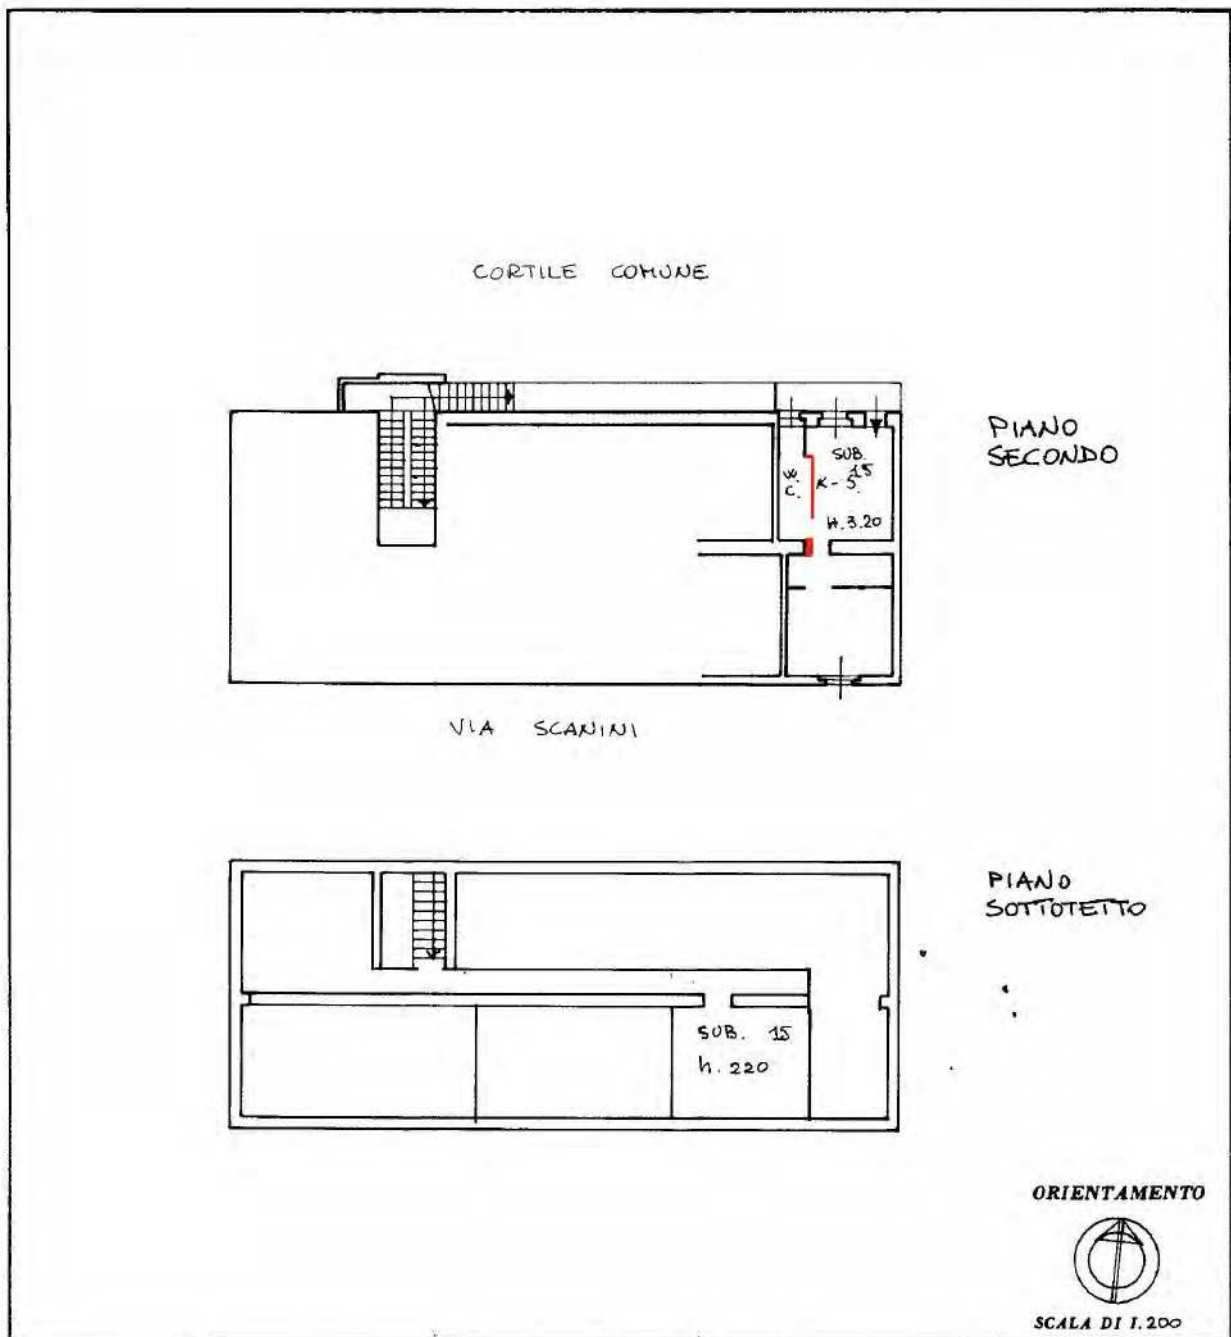 CORTILE COMUNE
PIANO
SECONDO
SUB.
15
W.
C.
K-S.
H.3.20
VIA SCANINI
PIANO
SOTTOTETTO
SUB. 15
h. 220
ORIENTAMENTO
SCALA DI 1.200